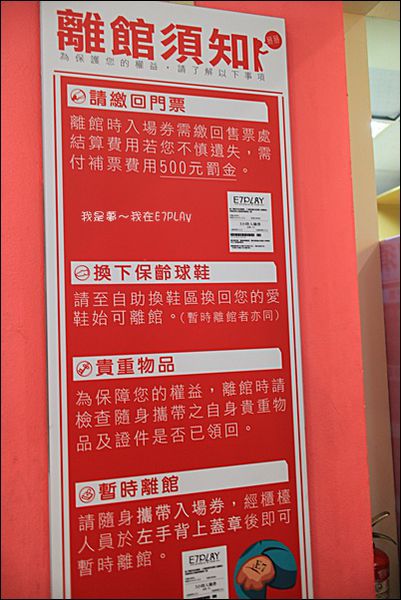 離館須知
為保護您的權益，請了解以下事項
請繳回門票
離館時入場券需繳回售票處
結算費用若您不慎遺失，需
付補票費用500元罰金。
E7PLAY
我是夢～我在E7PLAY
換下保齡球鞋
請至自助換鞋區換回您的愛
鞋始可離館。(暫時離館者亦同)
貴重物品
為保障您的權益，離館時請
檢查隨身攜帶之自身貴重物
品及證件是否已領回。
暫時離館
請隨身攜帶入場券，經櫃檯
人員於左手背上蓋章後即可
暫時離館。
E7PLAY